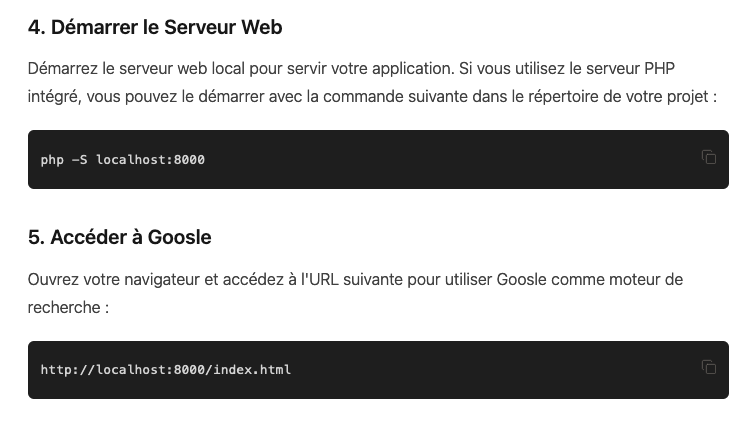 4. Démarrer le Serveur Web
Démarrez le serveur web local pour servir votre application. Si vous utilisez le serveur PHP
intégré, vous pouvez le démarrer avec la commande suivante dans le répertoire de votre projet :
php -S localhost:8000
5. Accéder à Goosle
Ouvrez votre navigateur et accédez à l'URL suivante pour utiliser Goosle comme moteur de
recherche :
http://localhost:8000/index.html